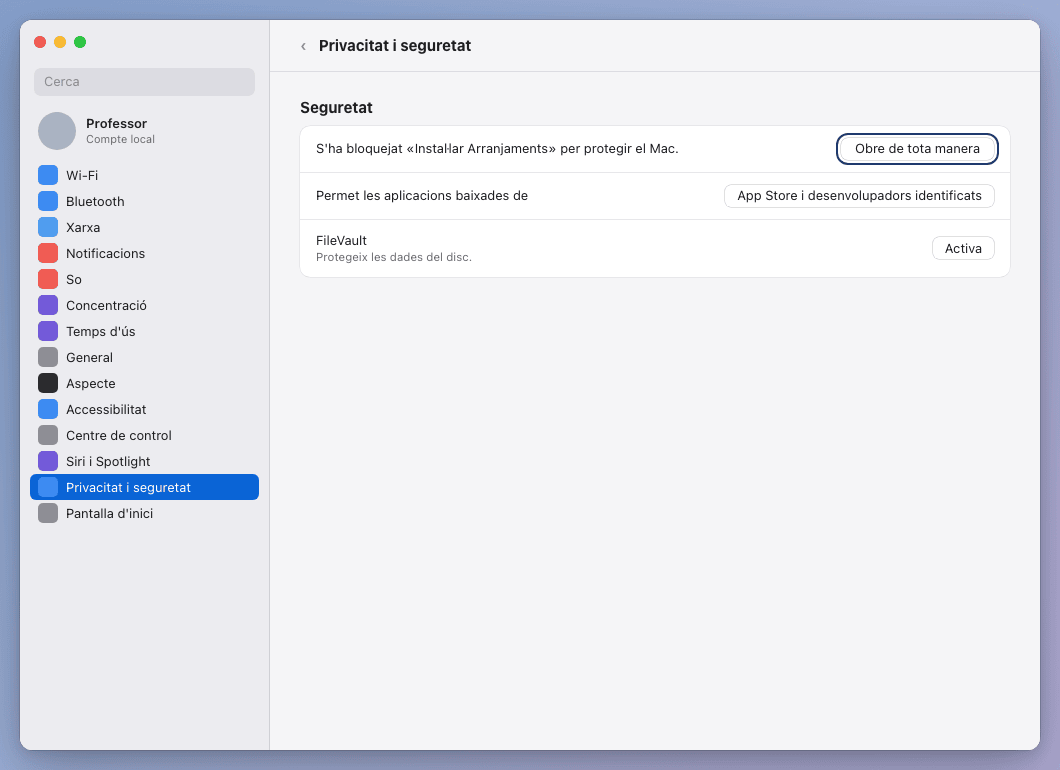 Cerca
Professor
Compte local
Wi-Fi
Bluetooth
Xarxa
Notificacions
So
Concentració
Temps d'ús
General
Aspecte
Accessibilitat
Centre de control
Siri i Spotlight
Privacitat i seguretat
Pantalla d'inici
‹ Privacitat i seguretat
Seguretat
S'ha bloquejat «Instal·lar Arranjaments» per protegir el Mac.
Obre de tota manera
Permet les aplicacions baixades de
App Store i desenvolupadors identificats
FileVault
Protegeix les dades del disc.
Activa